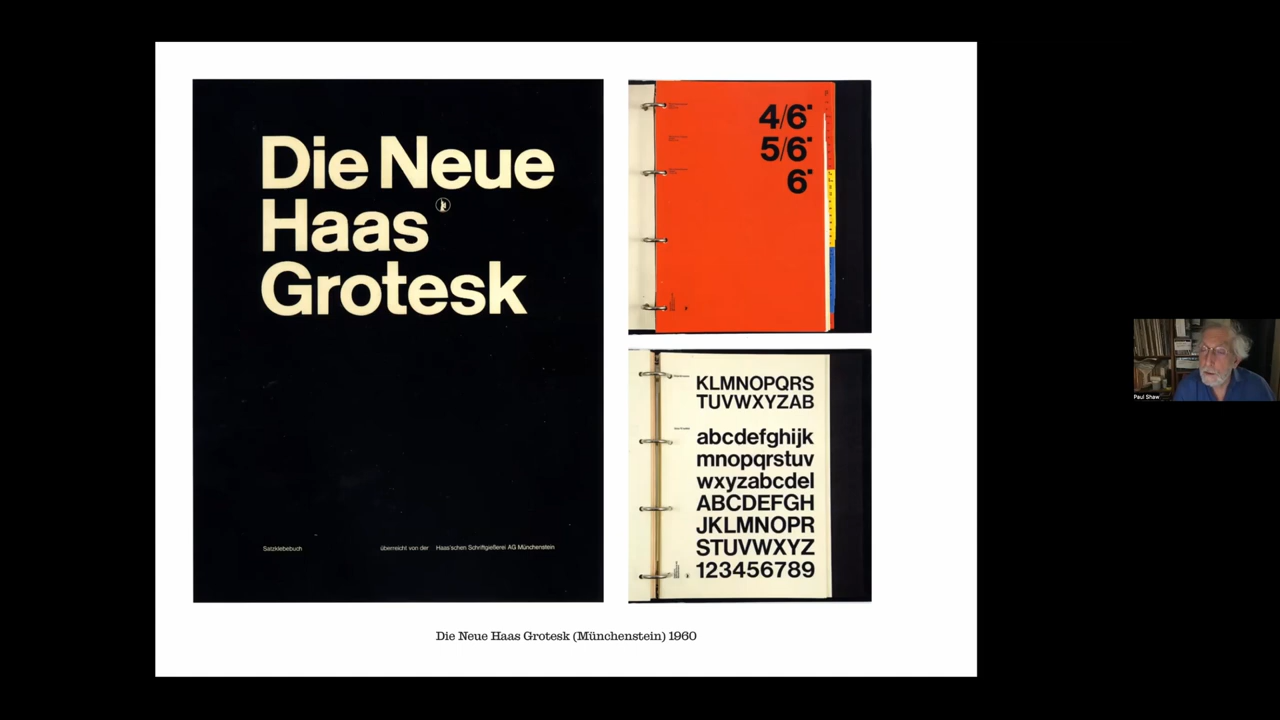 Die Neue
Haas
Grotesk
Satzklebebuch
überreicht von der Haas'schen Schriftgießerei AG Münchenstein
4/6·
5/6·
6·
KLMNOPQRS
TUVWXYZAB
abcdefghijk
mnopqrstuv
wxyzabcdel
ABCDEFGH
JKLMNOPR
STUVWXYZ
123456789
Die Neue Haas Grotesk (Münchenstein) 1960
Paul Shaw